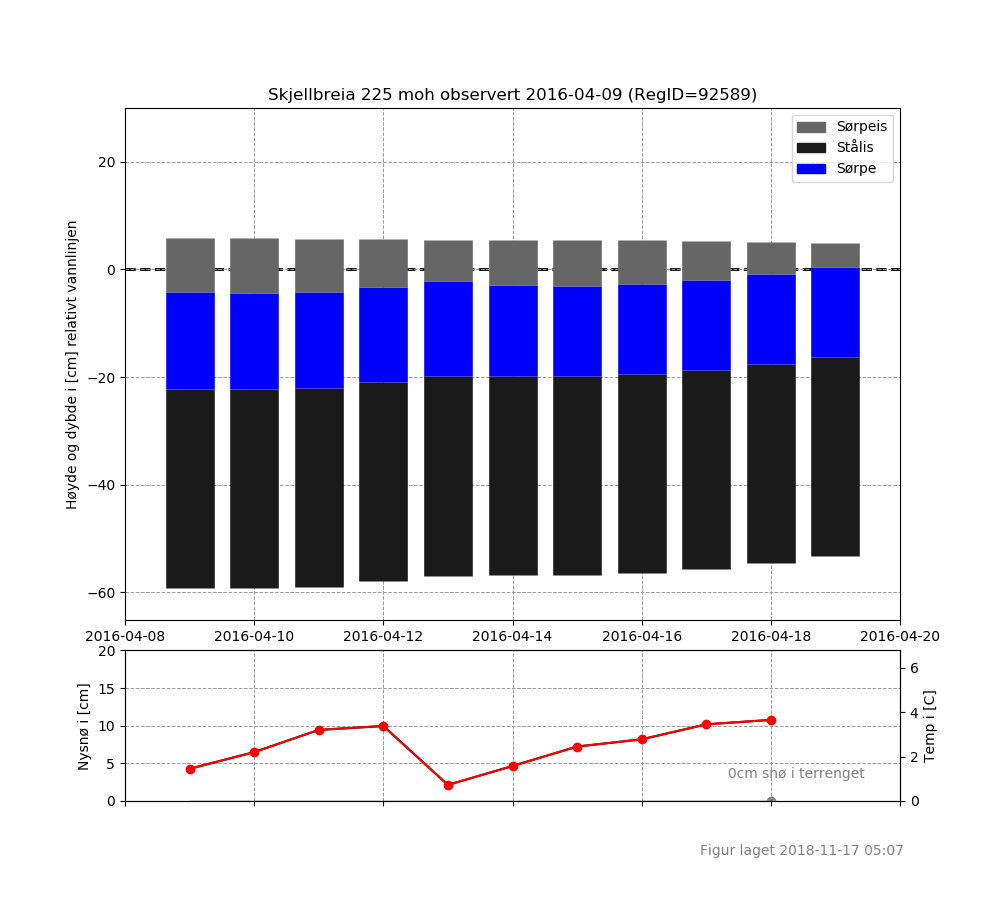 Skjellbreia 225 moh observert 2016-04-09 (RegID=92589)
Sørpeis
Stålis
Sørpe
Høyde og dybde i [cm] relativt vannlinjen
20
0
−20
−40
−60
2016-04-08 2016-04-10 2016-04-12 2016-04-14 2016-04-16 2016-04-18 2016-04-20
Nysnø i [cm]
20
15
10
5
0
6
4
2
0
Temp i [C]
0cm snø i terrenget
Figur laget 2018-11-17 05:07